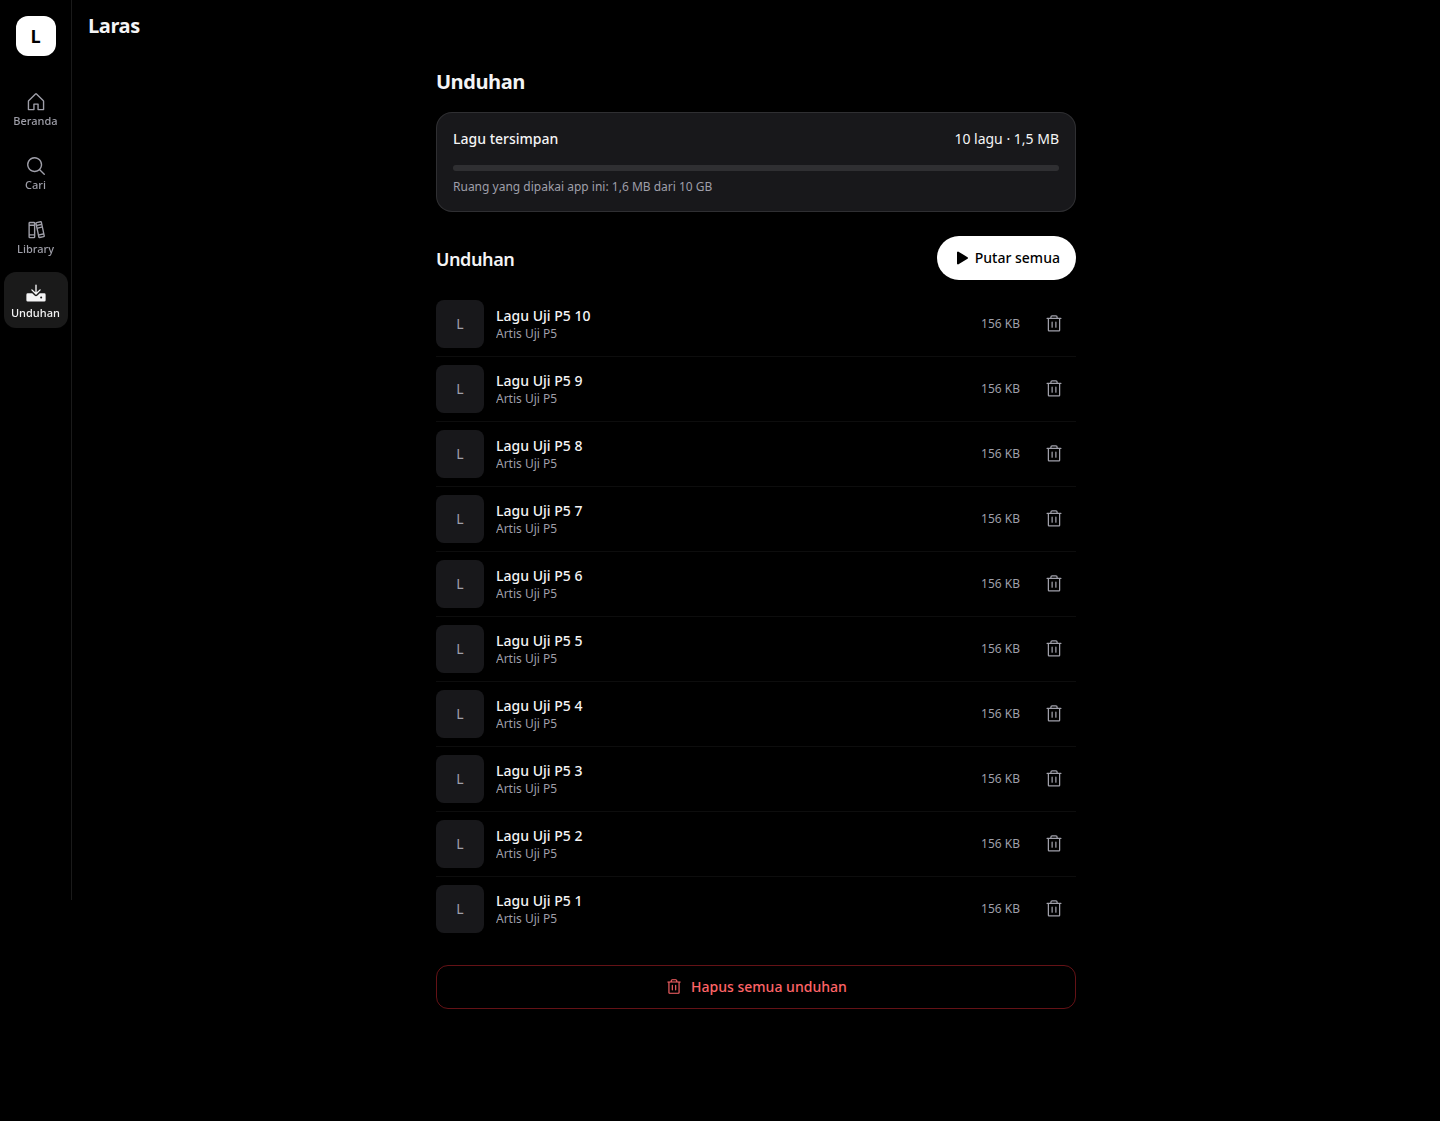 L
Laras
Beranda
Cari
Library
Unduhan
Unduhan
Lagu tersimpan
10 lagu · 1,5 MB
Ruang yang dipakai app ini: 1,6 MB dari 10 GB
Unduhan
Putar semua
L
Lagu Uji P5 10
Artis Uji P5
156 KB
L
Lagu Uji P5 9
Artis Uji P5
156 KB
L
Lagu Uji P5 8
Artis Uji P5
156 KB
L
Lagu Uji P5 7
Artis Uji P5
156 KB
L
Lagu Uji P5 6
Artis Uji P5
156 KB
L
Lagu Uji P5 5
Artis Uji P5
156 KB
L
Lagu Uji P5 4
Artis Uji P5
156 KB
L
Lagu Uji P5 3
Artis Uji P5
156 KB
L
Lagu Uji P5 2
Artis Uji P5
156 KB
L
Lagu Uji P5 1
Artis Uji P5
156 KB
Hapus semua unduhan